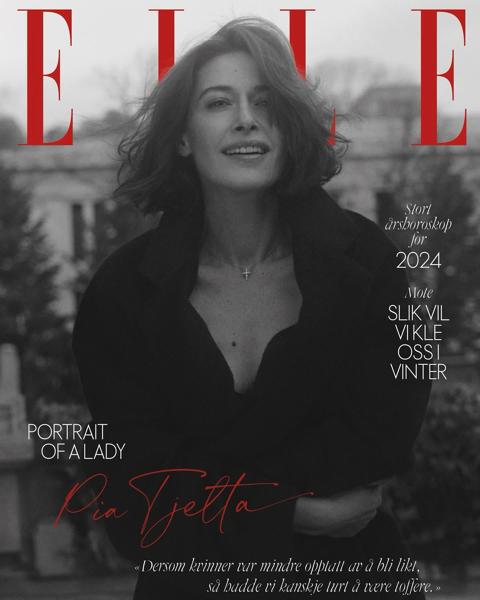 ELLE
Stort
årshoroskop
for
2024
Mote
SLIK VIL
VI KLE
OSS I
VINTER
PORTRAIT
OF A LADY
Pia Tjelta
«Dersom kvinner var mindre opptatt av å bli likt,
så hadde vi kanskje turt å være tøffere.»